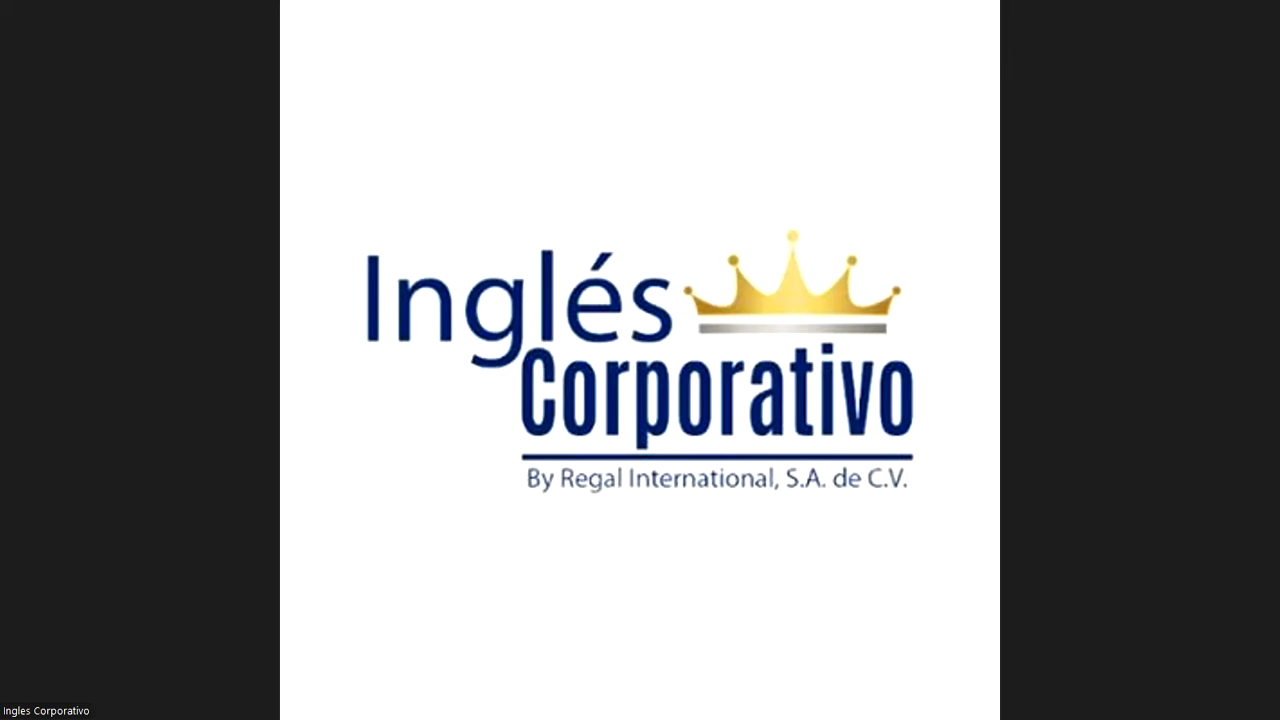 Inglés
Corporativo
By Regal International, S.A. de C.V.
Ingles Corporativo